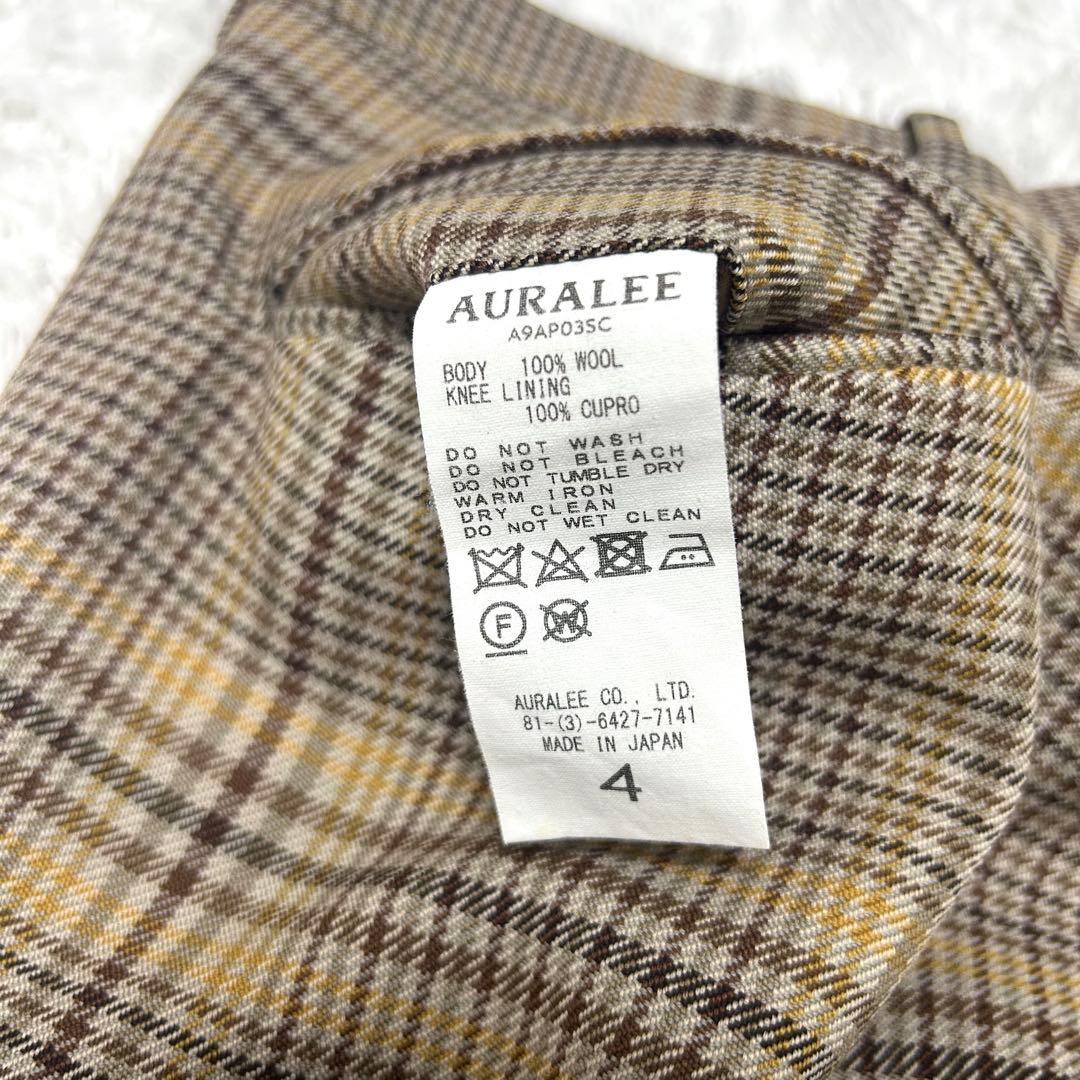 AURALEE
A9AP03SC
BODY 100% WOOL
KNEE LINING
100% CUPRO
DO NOT WASH
DO NOT BLEACH
DO NOT TUMBLE DRY
WARM IRON
DRY CLEAN
DO NOT WET CLEAN
F W
AURALEE CO., LTD.
81-(3)-6427-7141
MADE IN JAPAN
4